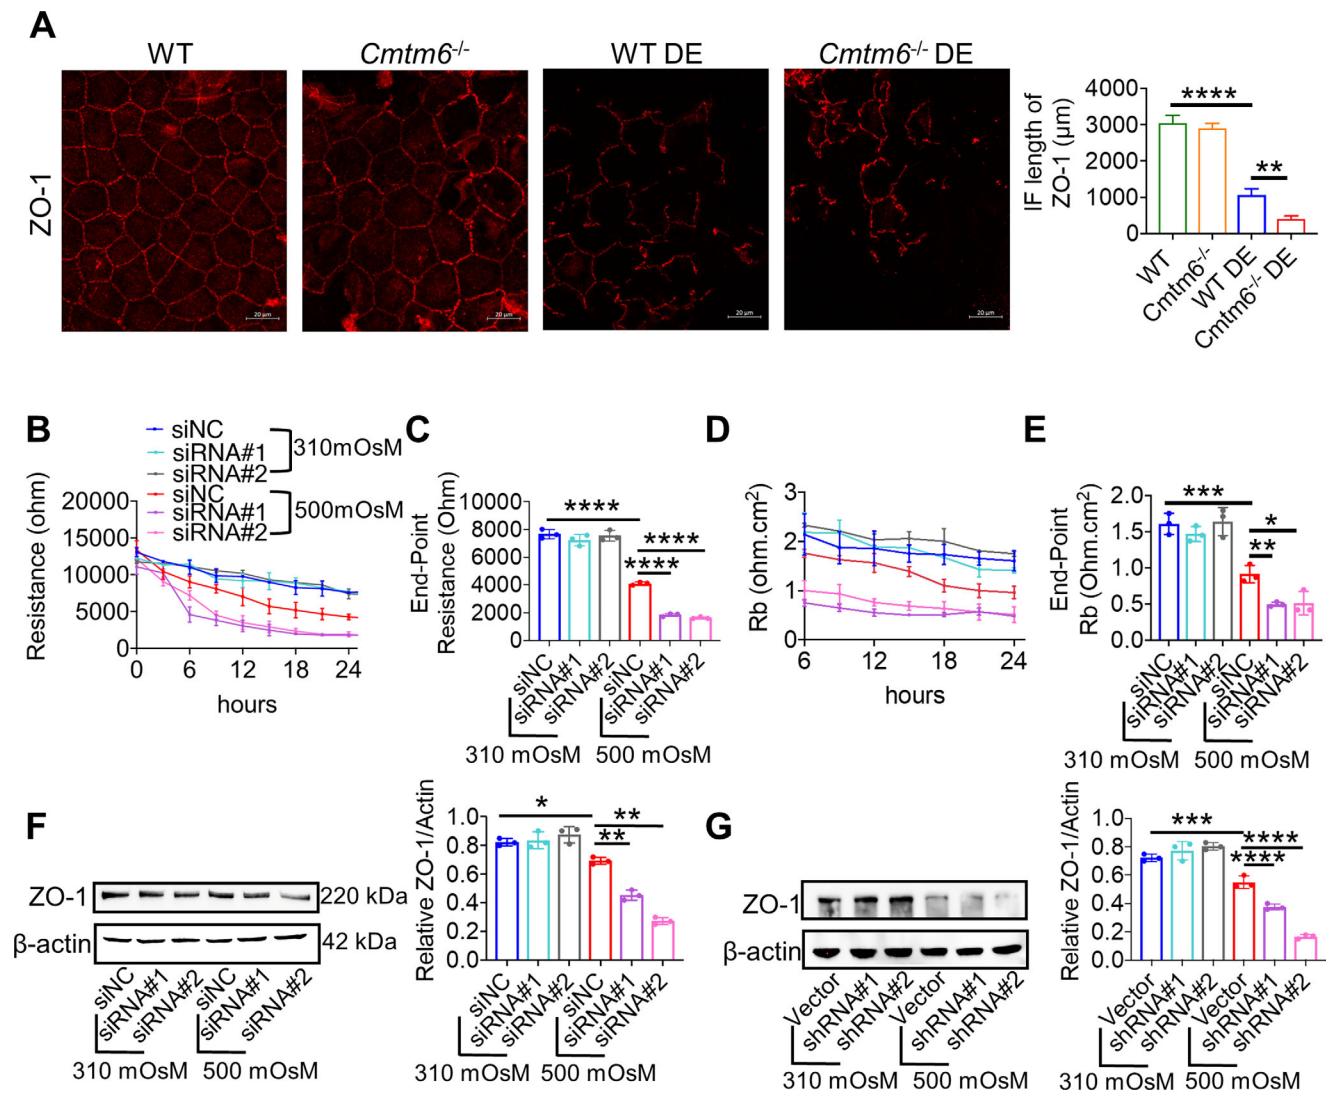 A
WT
Cmtm6-/-
WT DE
Cmtm6-/- DE
ZO-1
20 μm
20 μm
20 μm
20 μm
IF length of
ZO-1 (μm)
4000
3000
2000
1000
0
****
**
WT
Cmtm6-/-
WT DE
Cmtm6-/- DE
B
siNC
siRNA#1
siRNA#2
310mOsM
siNC
siRNA#1
siRNA#2
500mOsM
Resistance (ohm)
20000
15000
10000
5000
0
0
6
12
18
24
hours
C
End-Point
Resistance (Ohm)
10000
8000
6000
4000
2000
0
****
****
****
siNC
siRNA#1
siRNA#2
siNC
siRNA#1
siRNA#2
310 mOsM
500 mOsM
D
Rb (ohm.cm2)
3
2
1
0
6
12
18
24
hours
E
End-Point
Rb (Ohm.cm2)
2.0
1.5
1.0
0.5
0.0
***
*
**
siNC
siRNA#1
siRNA#2
siNC
siRNA#1
siRNA#2
310 mOsM
500 mOsM
F
ZO-1
220 kDa
β-actin
42 kDa
siNC
siRNA#1
siRNA#2
siNC
siRNA#1
siRNA#2
310 mOsM
500 mOsM
Relative ZO-1/Actin
1.0
0.8
0.6
0.4
0.2
0.0
*
**
**
siNC
siRNA#1
siRNA#2
siNC
siRNA#1
siRNA#2
310 mOsM
500 mOsM
G
ZO-1
β-actin
Vector
shRNA#1
shRNA#2
Vector
shRNA#1
shRNA#2
310 mOsM
500 mOsM
Relative ZO-1/Actin
1.0
0.8
0.6
0.4
0.2
0.0
***
****
****
Vector
shRNA#1
shRNA#2
Vector
shRNA#1
shRNA#2
310 mOsM
500 mOsM